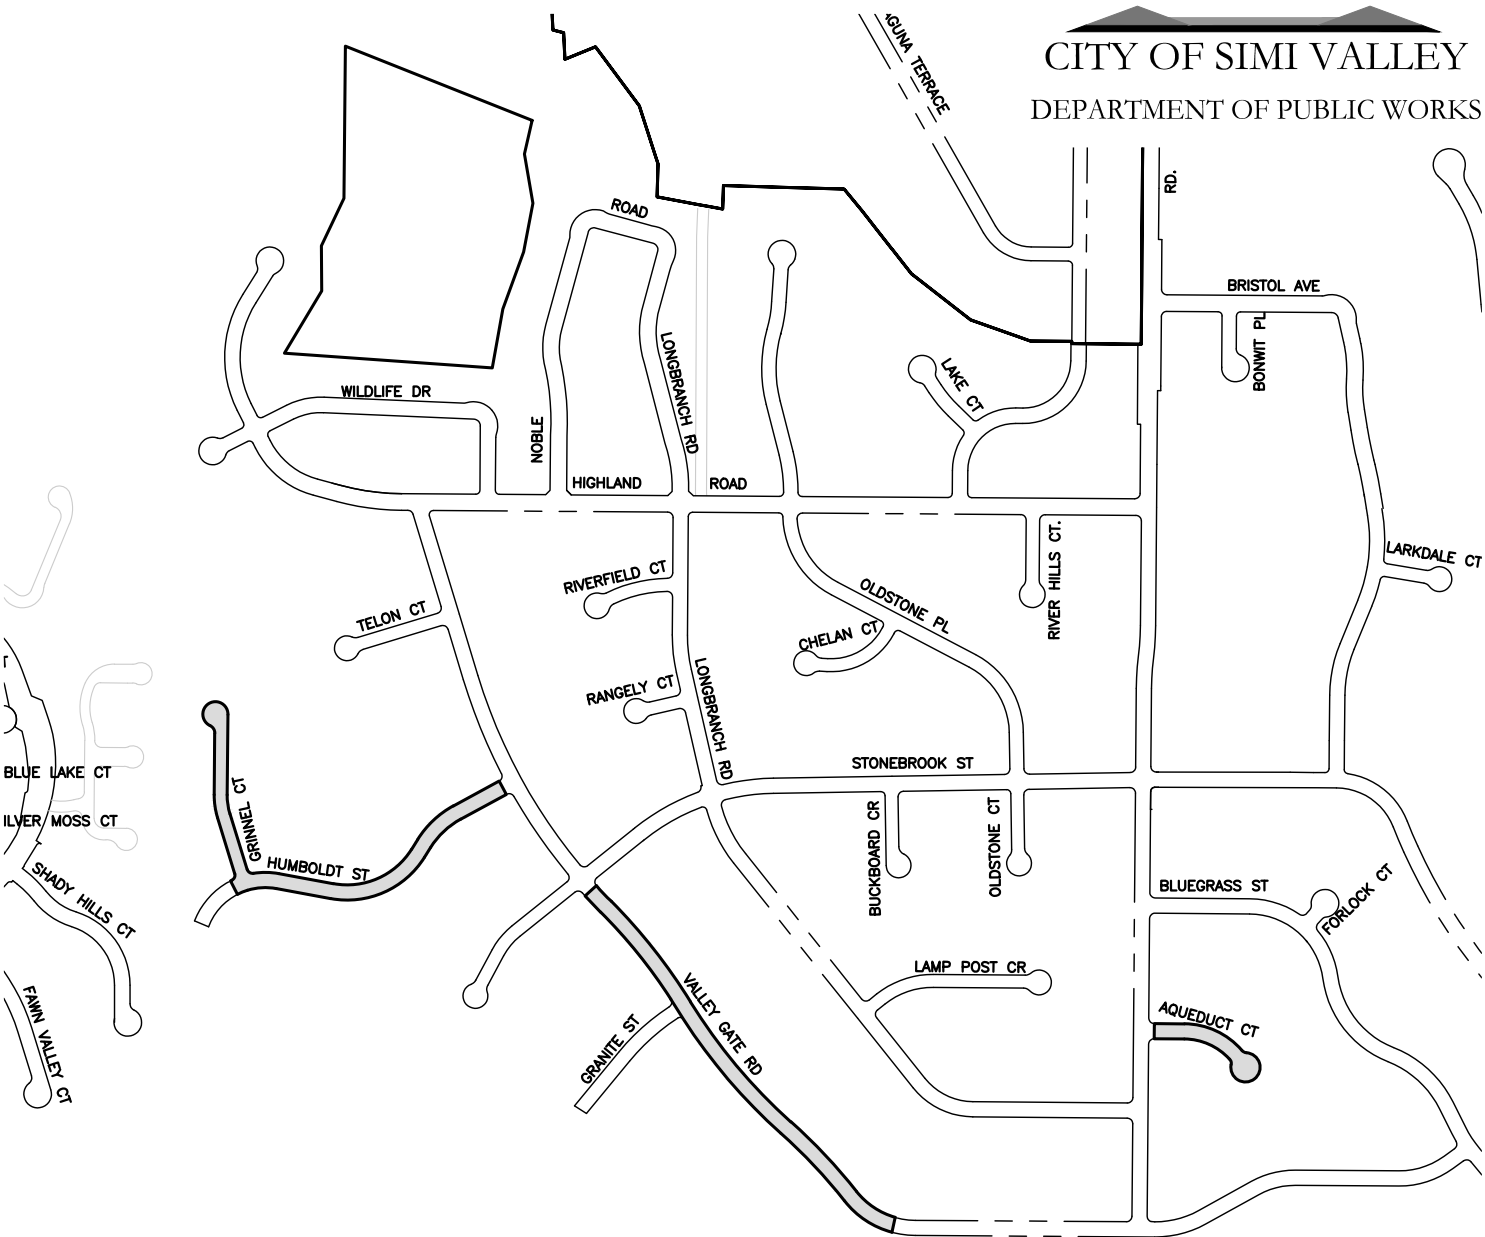 CITY OF SIMI VALLEY
DEPARTMENT OF PUBLIC WORKS
AGUNA TERRACE
RD.
ROAD
BRISTOL AVE
BONWIT PL
LAKE CT
LONGBRANCH RD
WILDLIFE DR
NOBLE
HIGHLAND ROAD
RIVER HILLS CT.
LARKDALE CT
RIVERFIELD CT
OLDSTONE PL
TELON CT
CHELAN CT
RANGELY CT
LONGBRANCH RD
STONEBROOK ST
BLUE LAKE CT
ILVER MOSS CT
GRINNEL CT
HUMBOLDT ST
BUCKBOARD CR
OLDSTONE CT
BLUEGRASS ST
FORLOCK CT
SHADY HILLS CT
LAMP POST CR
VALLEY GATE RD
AQUEDUCT CT
GRANITE ST
FAWN VALLEY CT